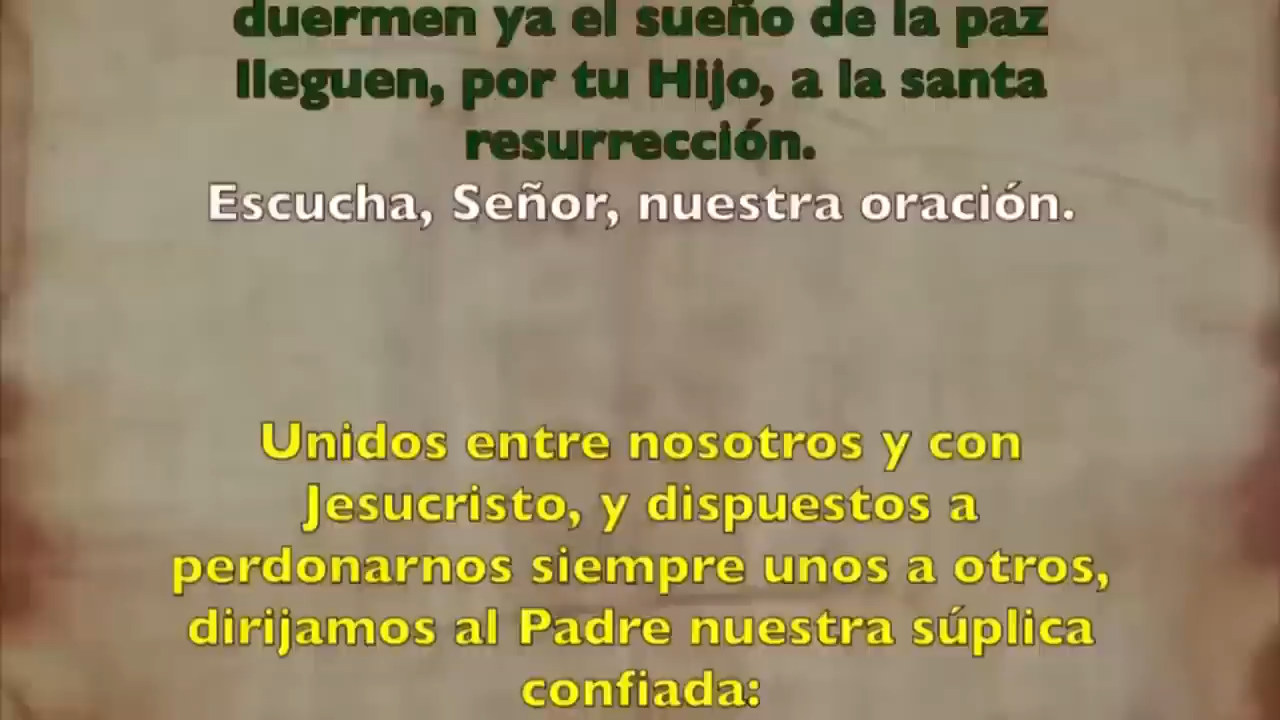 duermen ya el sueño de la paz
lleguen, por tu Hijo, a la santa
resurrección.
Escucha, Señor, nuestra oración.
Unidos entre nosotros y con
Jesucristo, y dispuestos a
perdonarnos siempre unos a otros,
dirijamos al Padre nuestra súplica
confiada: